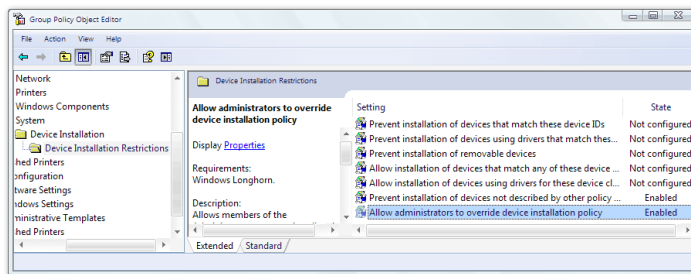 Group Policy Object Editor
File Action View Help
Network
Printers
Windows Components
System
Device Installation
Device Installation Restrictions
hed Printers
onfiguration
tware Settings
ndows Settings
ministrative Templates
hed Printers
Device Installation Restrictions
Allow administrators to override
device installation policy
Display Properties
Requirements:
Windows Longhorn.
Description:
Allows members of the
Setting State
Prevent installation of devices that match these device IDs Not configured
Prevent installation of devices using drivers that match thes... Not configured
Prevent installation of removable devices Not configured
Allow installation of devices that match any of these device ... Not configured
Allow installation of devices using drivers for these device cl... Not configured
Prevent installation of devices not described by other policy ... Enabled
Allow administrators to override device installation policy Enabled
Extended Standard